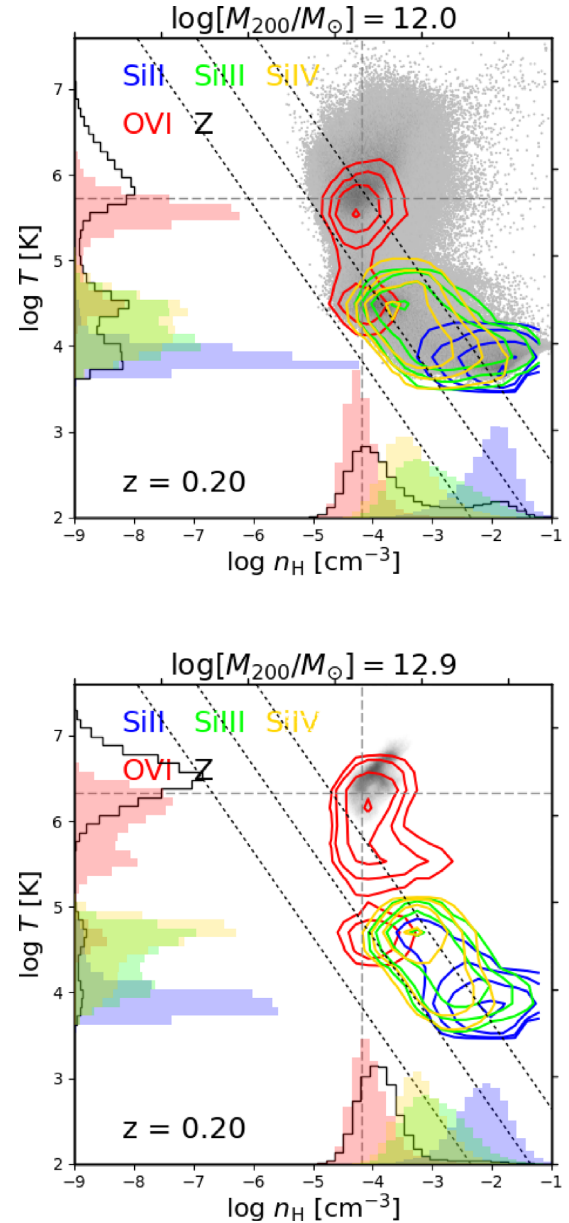 log[M₂₀₀/M⊙] = 12.0
SiII SiIII SiIV
OVI Z
7
6
5
4
3
2
log T [K]
z = 0.20
−9 −8 −7 −6 −5 −4 −3 −2 −1
log n_H [cm⁻³]
log[M₂₀₀/M⊙] = 12.9
SiII SiIII SiIV
OVI Z
7
6
5
4
3
2
log T [K]
z = 0.20
−9 −8 −7 −6 −5 −4 −3 −2 −1
log n_H [cm⁻³]